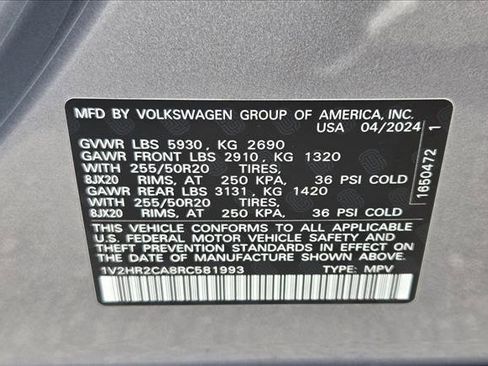 MFD BY VOLKSWAGEN GROUP OF AMERICA, INC.
USA 04/2024
GVWR LBS 5930, KG 2690
GAWR FRONT LBS 2910, KG 1320
WITH 255/50R20 TIRES,
8JX20 RIMS, AT 250 KPA, 36 PSI COLD
GAWR REAR LBS 3131, KG 1420
WITH 255/50R20 TIRES,
8JX20 RIMS, AT 250 KPA, 36 PSI COLD
THIS VEHICLE CONFORMS TO ALL APPLICABLE
U.S. FEDERAL MOTOR VEHICLE SAFETY AND
THEFT PREVENTION STANDARDS IN EFFECT ON
THE DATE OF MANUFACTURE SHOWN ABOVE.
1V2HR2CA8RC581993 TYPE: MPV
1650472 1